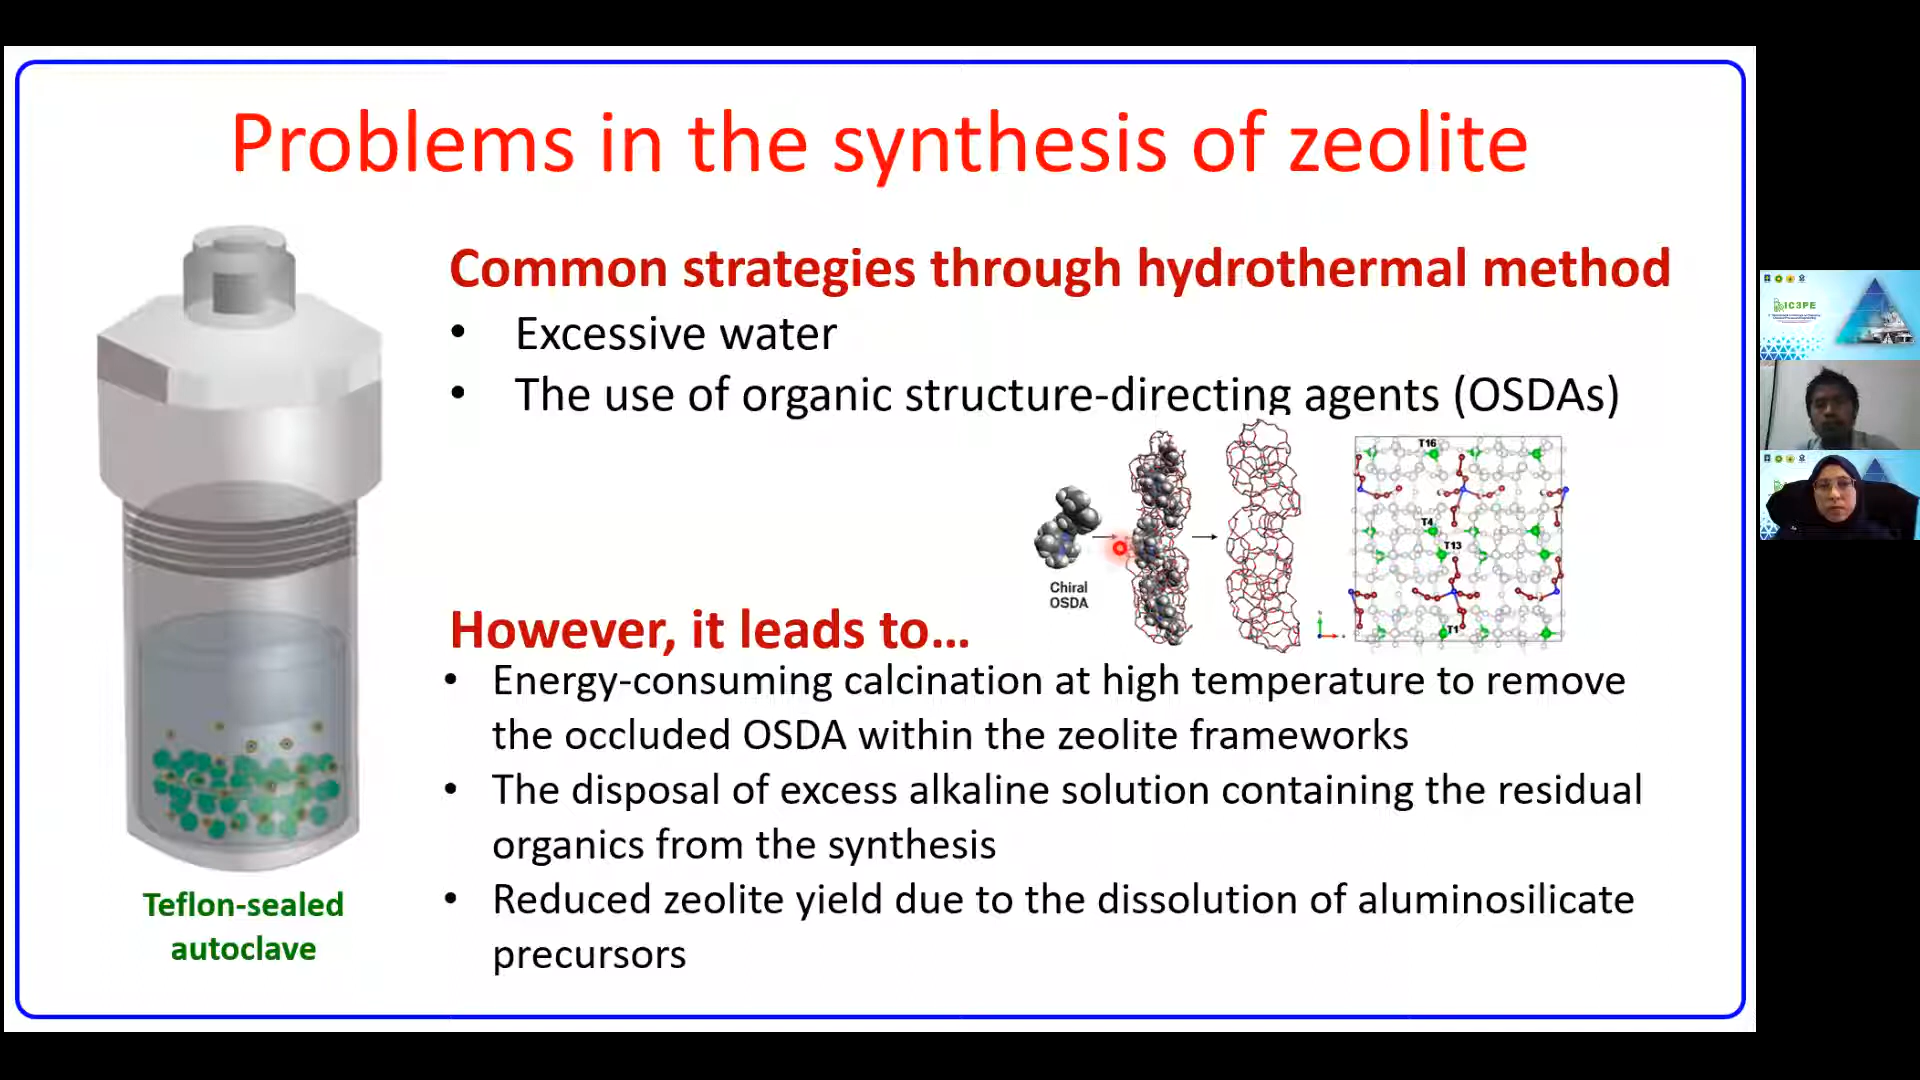 Problems in the synthesis of zeolite
Common strategies through hydrothermal method
• Excessive water
• The use of organic structure-directing agents (OSDAs)
Chiral
OSDA
T16
T4
T13
T1
However, it leads to...
• Energy-consuming calcination at high temperature to remove
the occluded OSDA within the zeolite frameworks
• The disposal of excess alkaline solution containing the residual
organics from the synthesis
• Reduced zeolite yield due to the dissolution of aluminosilicate
precursors
Teflon-sealed
autoclave
IC3PE